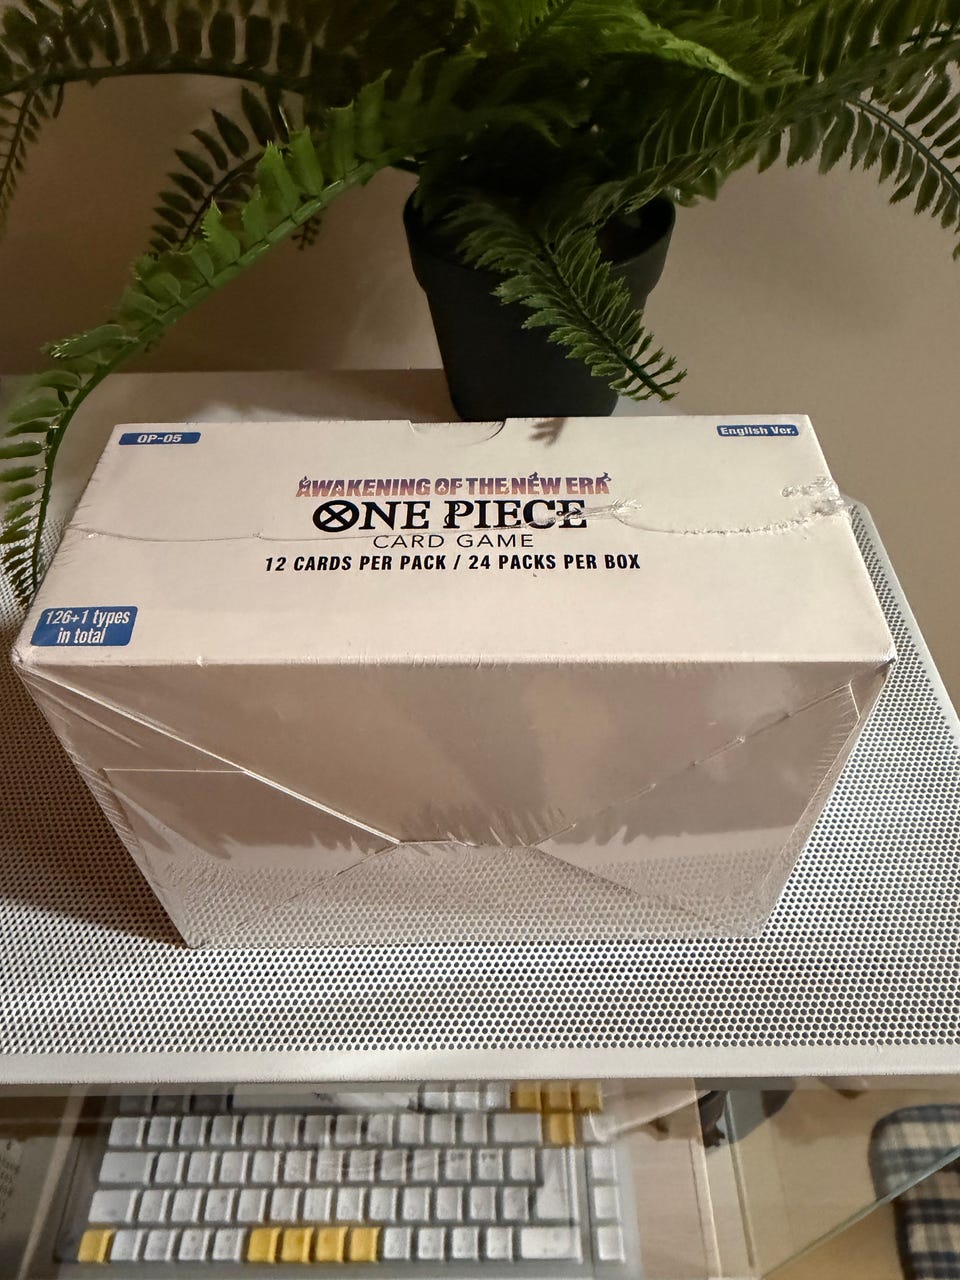 OP-05
English Ver.
AWAKENING OF THE NEW ERA
ONE PIECE
CARD GAME
12 CARDS PER PACK / 24 PACKS PER BOX
126+1 types
in total